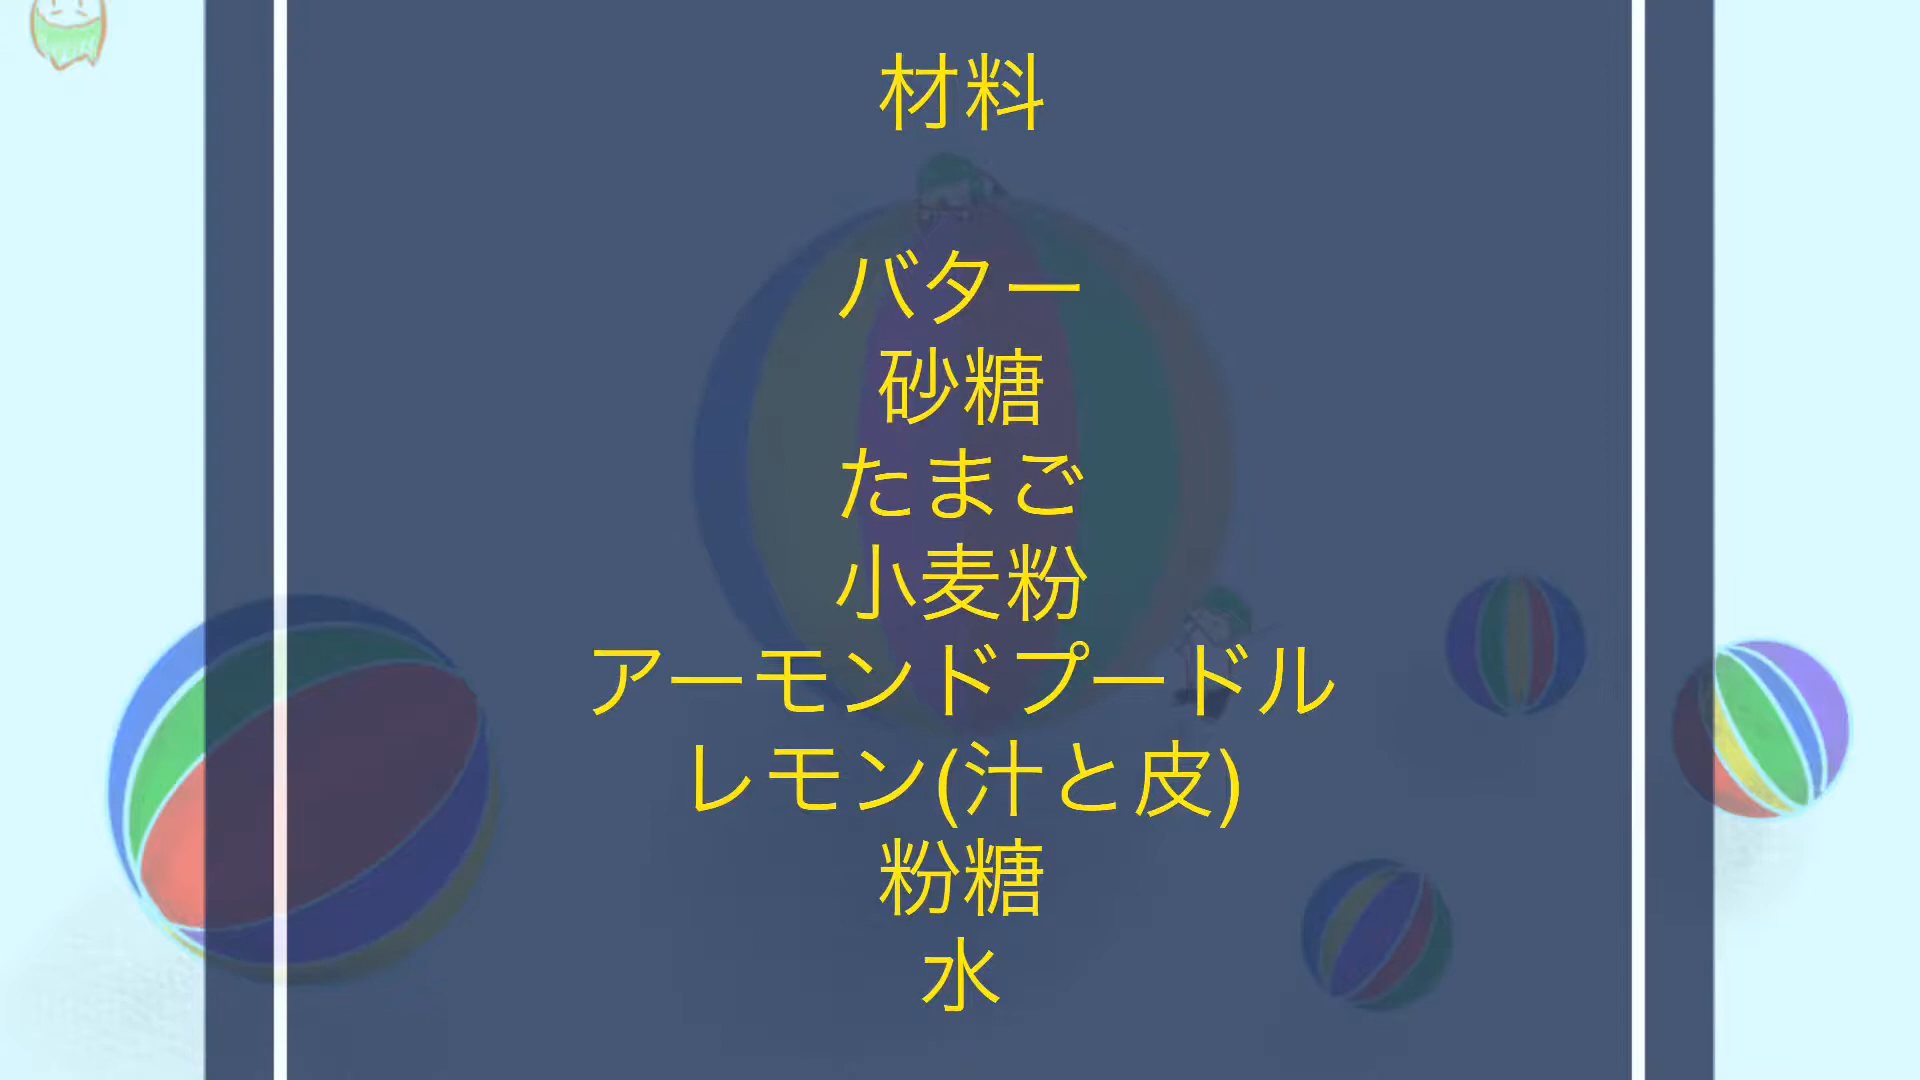 材料
バター
砂糖
たまご
小麦粉
アーモンドプードル
レモン(汁と皮)
粉糖
水